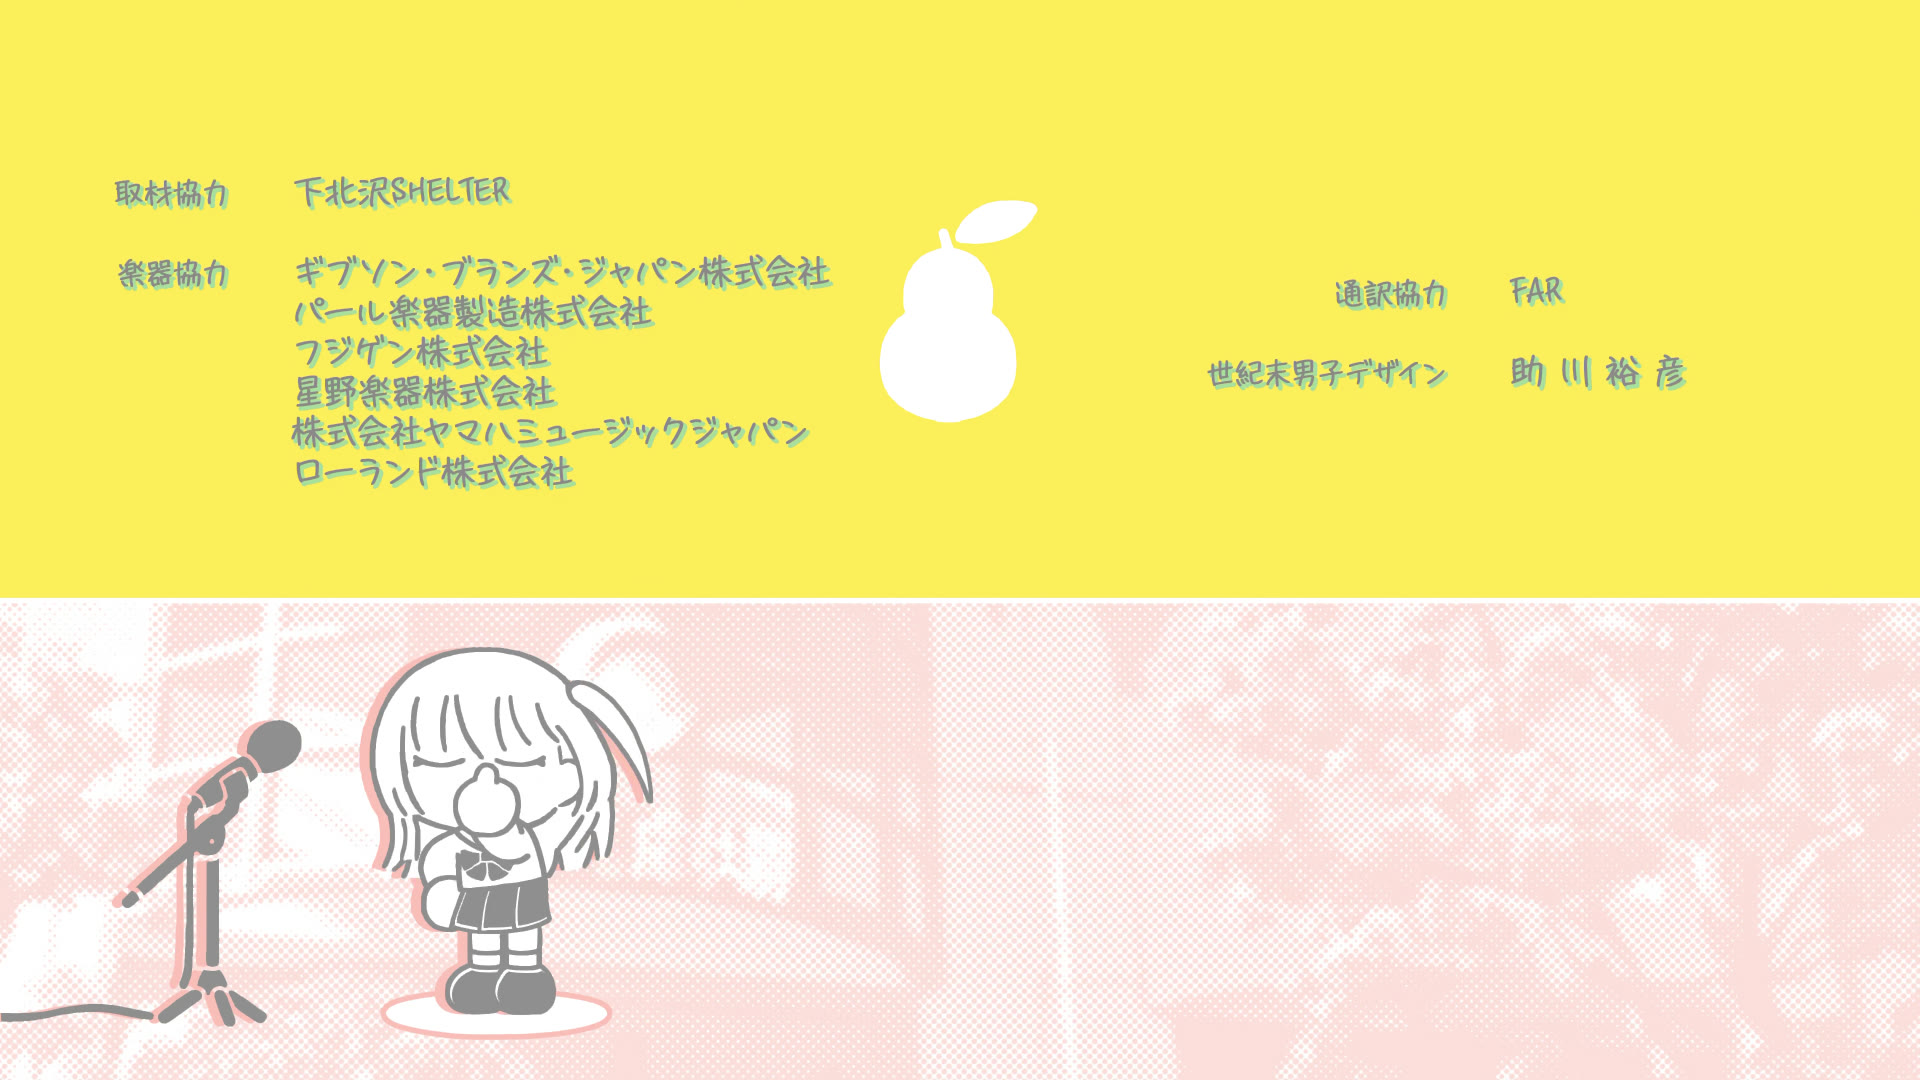 取材協力 下北沢SHELTER
楽器協力 ギブソン・ブランズ・ジャパン株式会社
パール楽器製造株式会社
フジゲン株式会社
星野楽器株式会社
株式会社ヤマハミュージックジャパン
ローランド株式会社
通訳協力 FAR
世紀末男子デザイン 助川裕彦